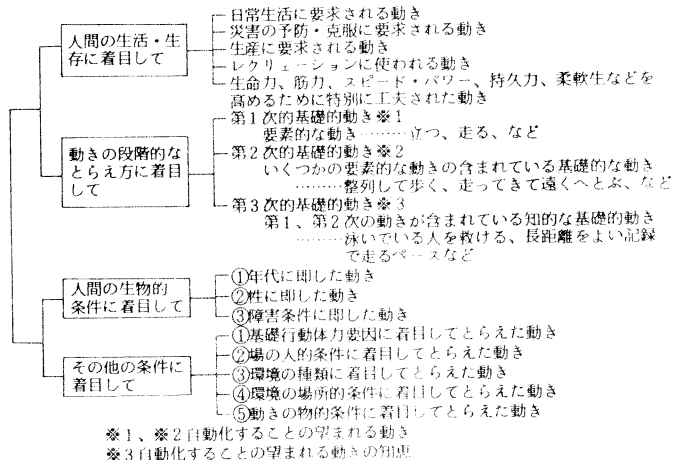 人間の生活・生
存に着目して
日常生活に要求される動き
災害の予防・克服に要求される動き
生産に要求される動き
レクリェーションに使われる動き
生命力、筋力、スピード・パワー、持久力、柔軟生などを
高めるために特別に工夫された動き
動きの段階的な
とらえ方に着目
して
第1次的基礎的動き※1
要素的な動き………立つ、走る、など
第2次的基礎的動き※2
いくつかの要素的な動きの含まれている基礎的な動き
………整列して歩く、走ってきて遠くへとぶ、など
第3次的基礎的動き※3
第1、第2次の動きが含まれている知的な基礎的動き
………泳いでいる人を救ける、長距離をよい記録
で走るペースなど
人間の生物的
条件に着目して
①年代に即した動き
②性に即した動き
③障害条件に即した動き
その他の条件に
着目して
①基礎行動体力要因に着目してとらえた動き
②場の人的条件に着目してとらえた動き
③環境の種類に着目してとらえた動き
④環境の場所的条件に着目してとらえた動き
⑤動きの物的条件に着目してとらえた動き
※1、※2自動化することの望まれる動き
※3自動化することの望まれる動きの知恵